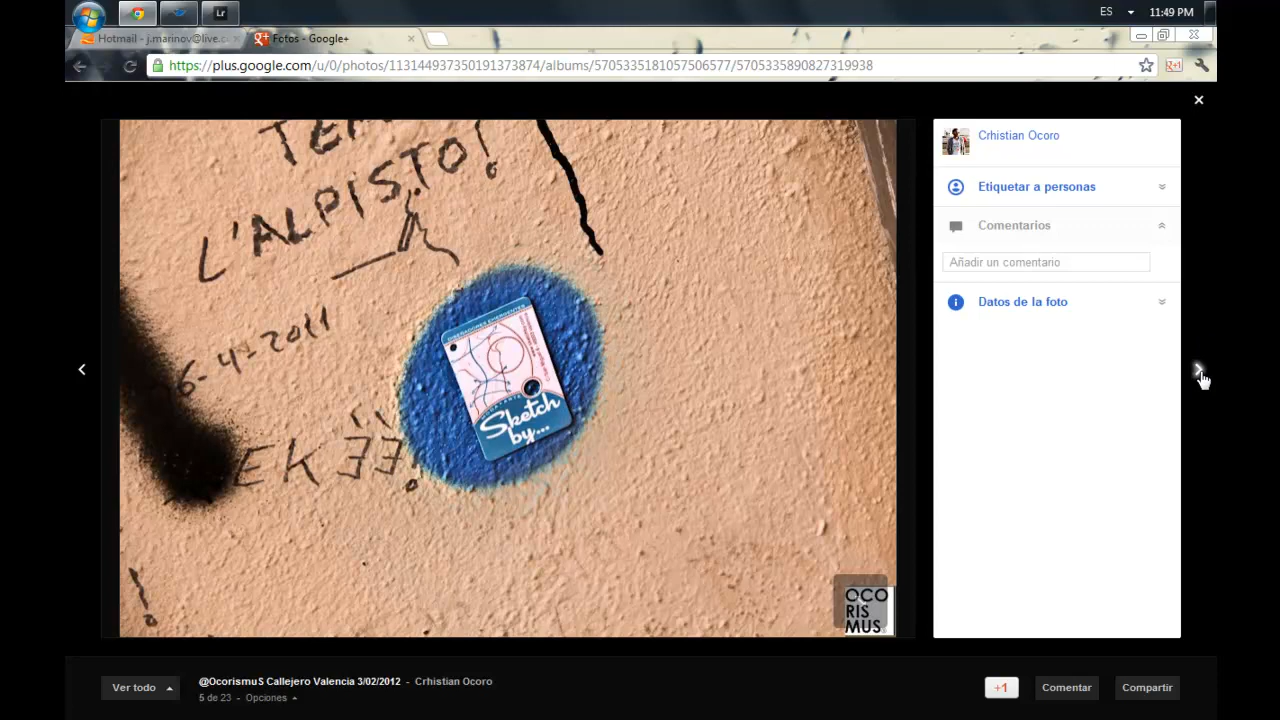 Lr
ES
11:49 PM
Hotmail - j.marinov@live.c
Fotos - Google+
https://plus.google.com/u/0/photos/113144937350191373874/albums/5705335181057506577/5705335890827319938
+1
L'ALPISTO!
6-4-2011
EK
!
Sketch
by...
OCO
RIS
MUS
Crhistian Ocoro
Etiquetar a personas
Comentarios
Añadir un comentario
Datos de la foto
Ver todo
@OcorismuS Callejero Valencia 3/02/2012 - Crhistian Ocoro
5 de 23 - Opciones
+1
Comentar
Compartir